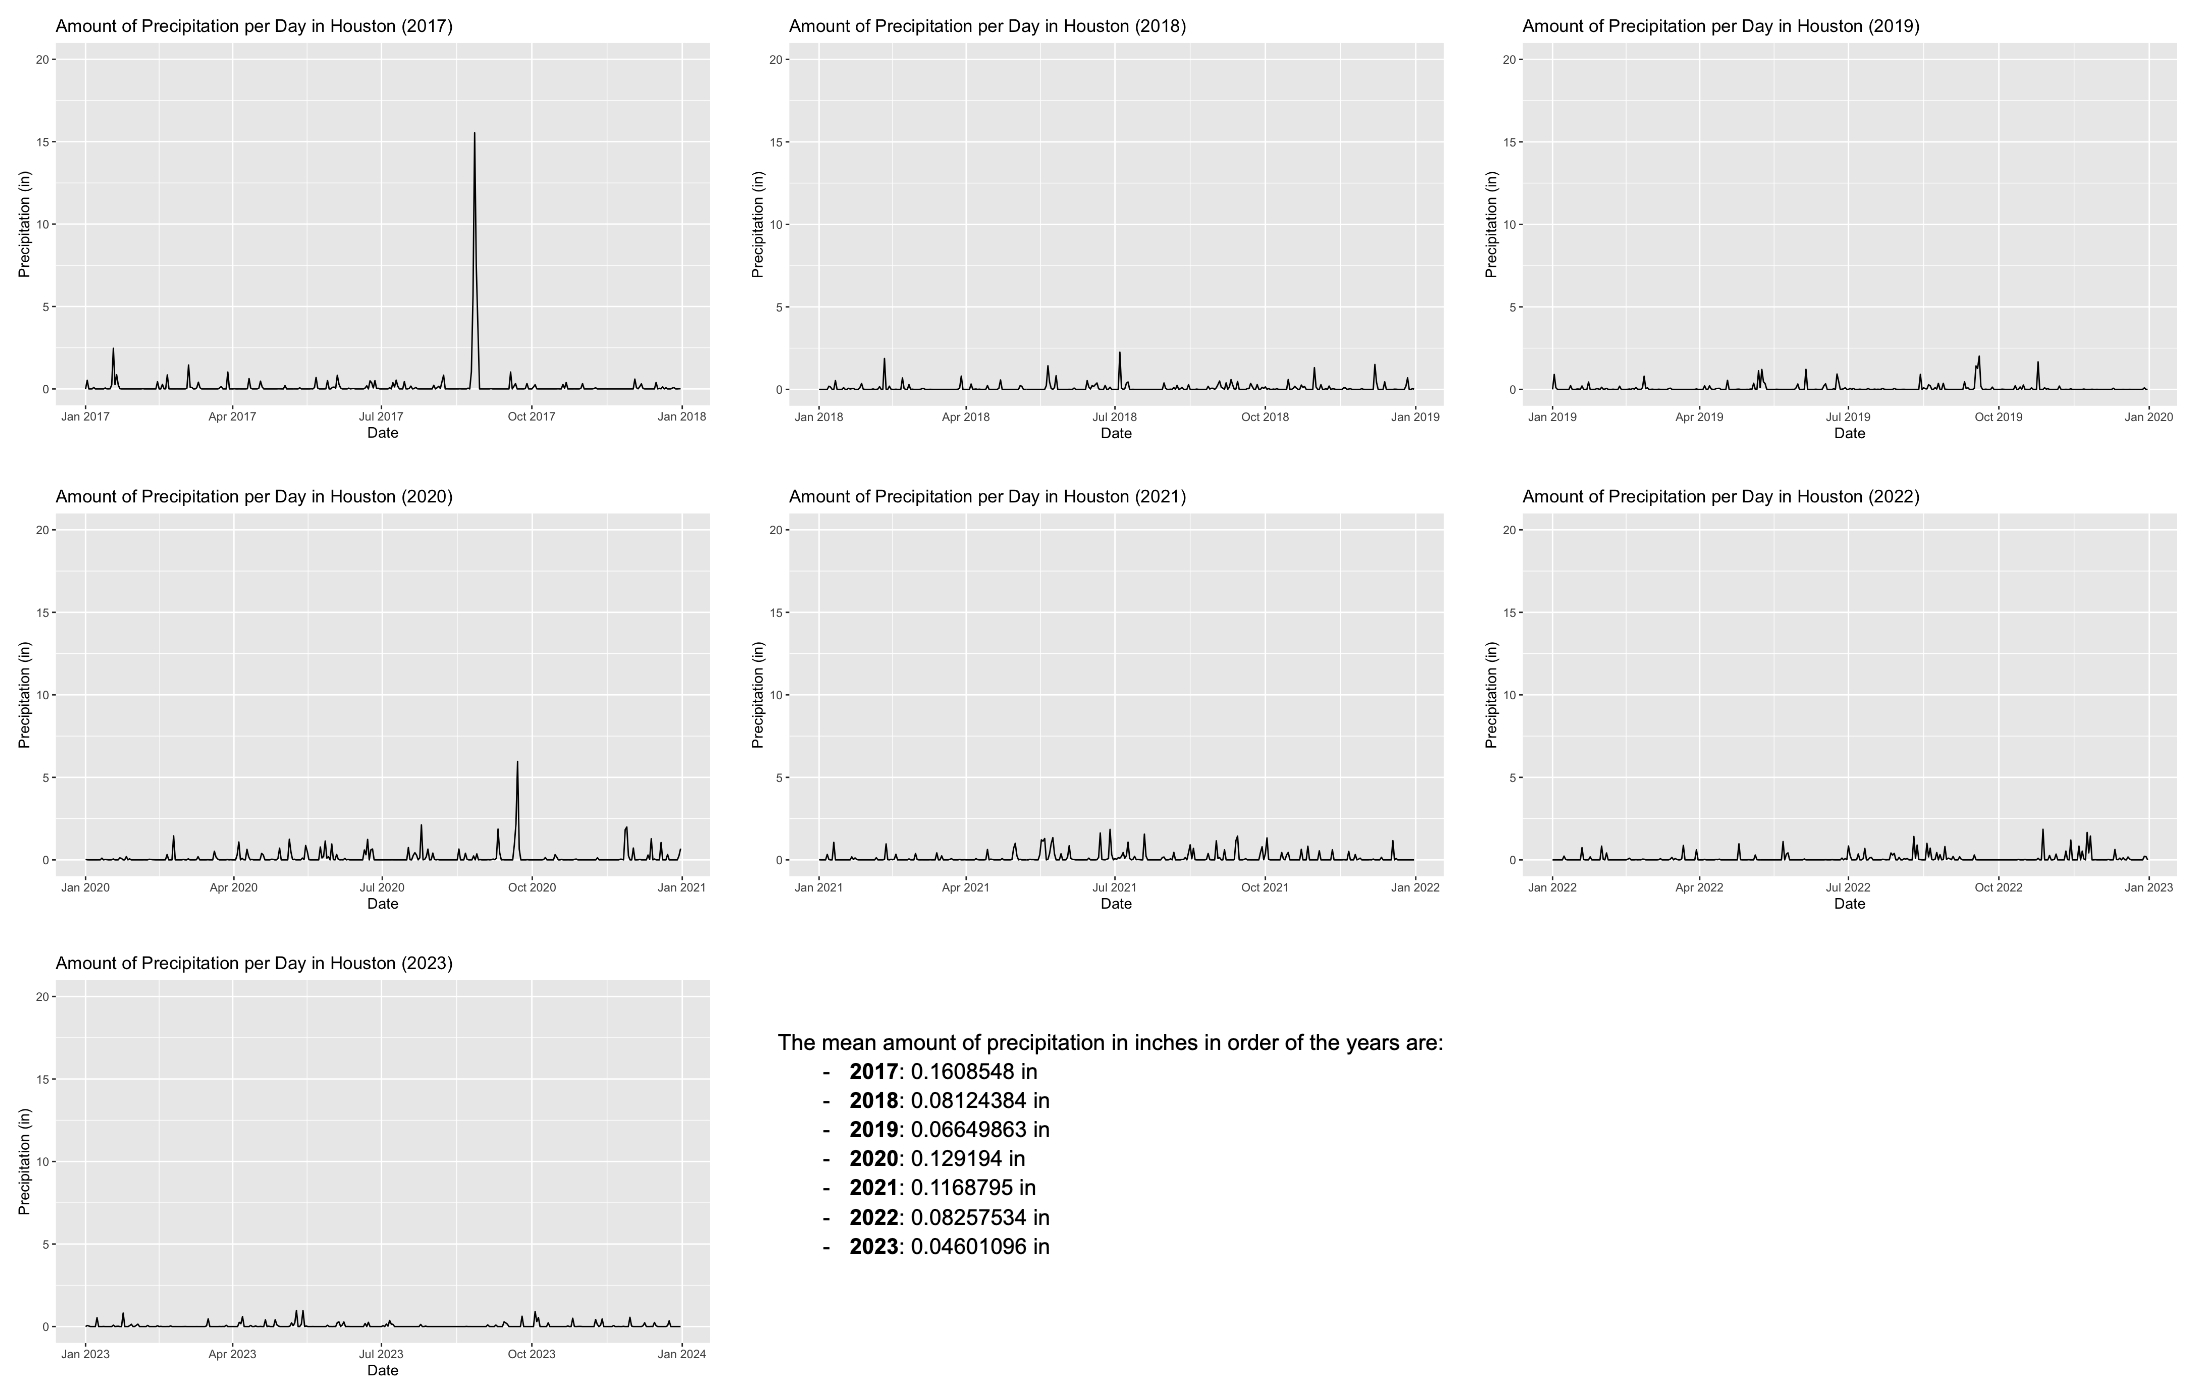 Amount of Precipitation per Day in Houston (2017)
20
15
10
5
0
Precipitation (in)
Jan 2017 Apr 2017 Jul 2017 Oct 2017 Jan 2018
Date
Amount of Precipitation per Day in Houston (2018)
20
15
10
5
0
Precipitation (in)
Jan 2018 Apr 2018 Jul 2018 Oct 2018 Jan 2019
Date
Amount of Precipitation per Day in Houston (2019)
20
15
10
5
0
Precipitation (in)
Jan 2019 Apr 2019 Jul 2019 Oct 2019 Jan 2020
Date
Amount of Precipitation per Day in Houston (2020)
20
15
10
5
0
Precipitation (in)
Jan 2020 Apr 2020 Jul 2020 Oct 2020 Jan 2021
Date
Amount of Precipitation per Day in Houston (2021)
20
15
10
5
0
Precipitation (in)
Jan 2021 Apr 2021 Jul 2021 Oct 2021 Jan 2022
Date
Amount of Precipitation per Day in Houston (2022)
20
15
10
5
0
Precipitation (in)
Jan 2022 Apr 2022 Jul 2022 Oct 2022 Jan 2023
Date
Amount of Precipitation per Day in Houston (2023)
20
15
10
5
0
Precipitation (in)
Jan 2023 Apr 2023 Jul 2023 Oct 2023 Jan 2024
Date
The mean amount of precipitation in inches in order of the years are:
- 2017: 0.1608548 in
- 2018: 0.08124384 in
- 2019: 0.06649863 in
- 2020: 0.129194 in
- 2021: 0.1168795 in
- 2022: 0.08257534 in
- 2023: 0.04601096 in